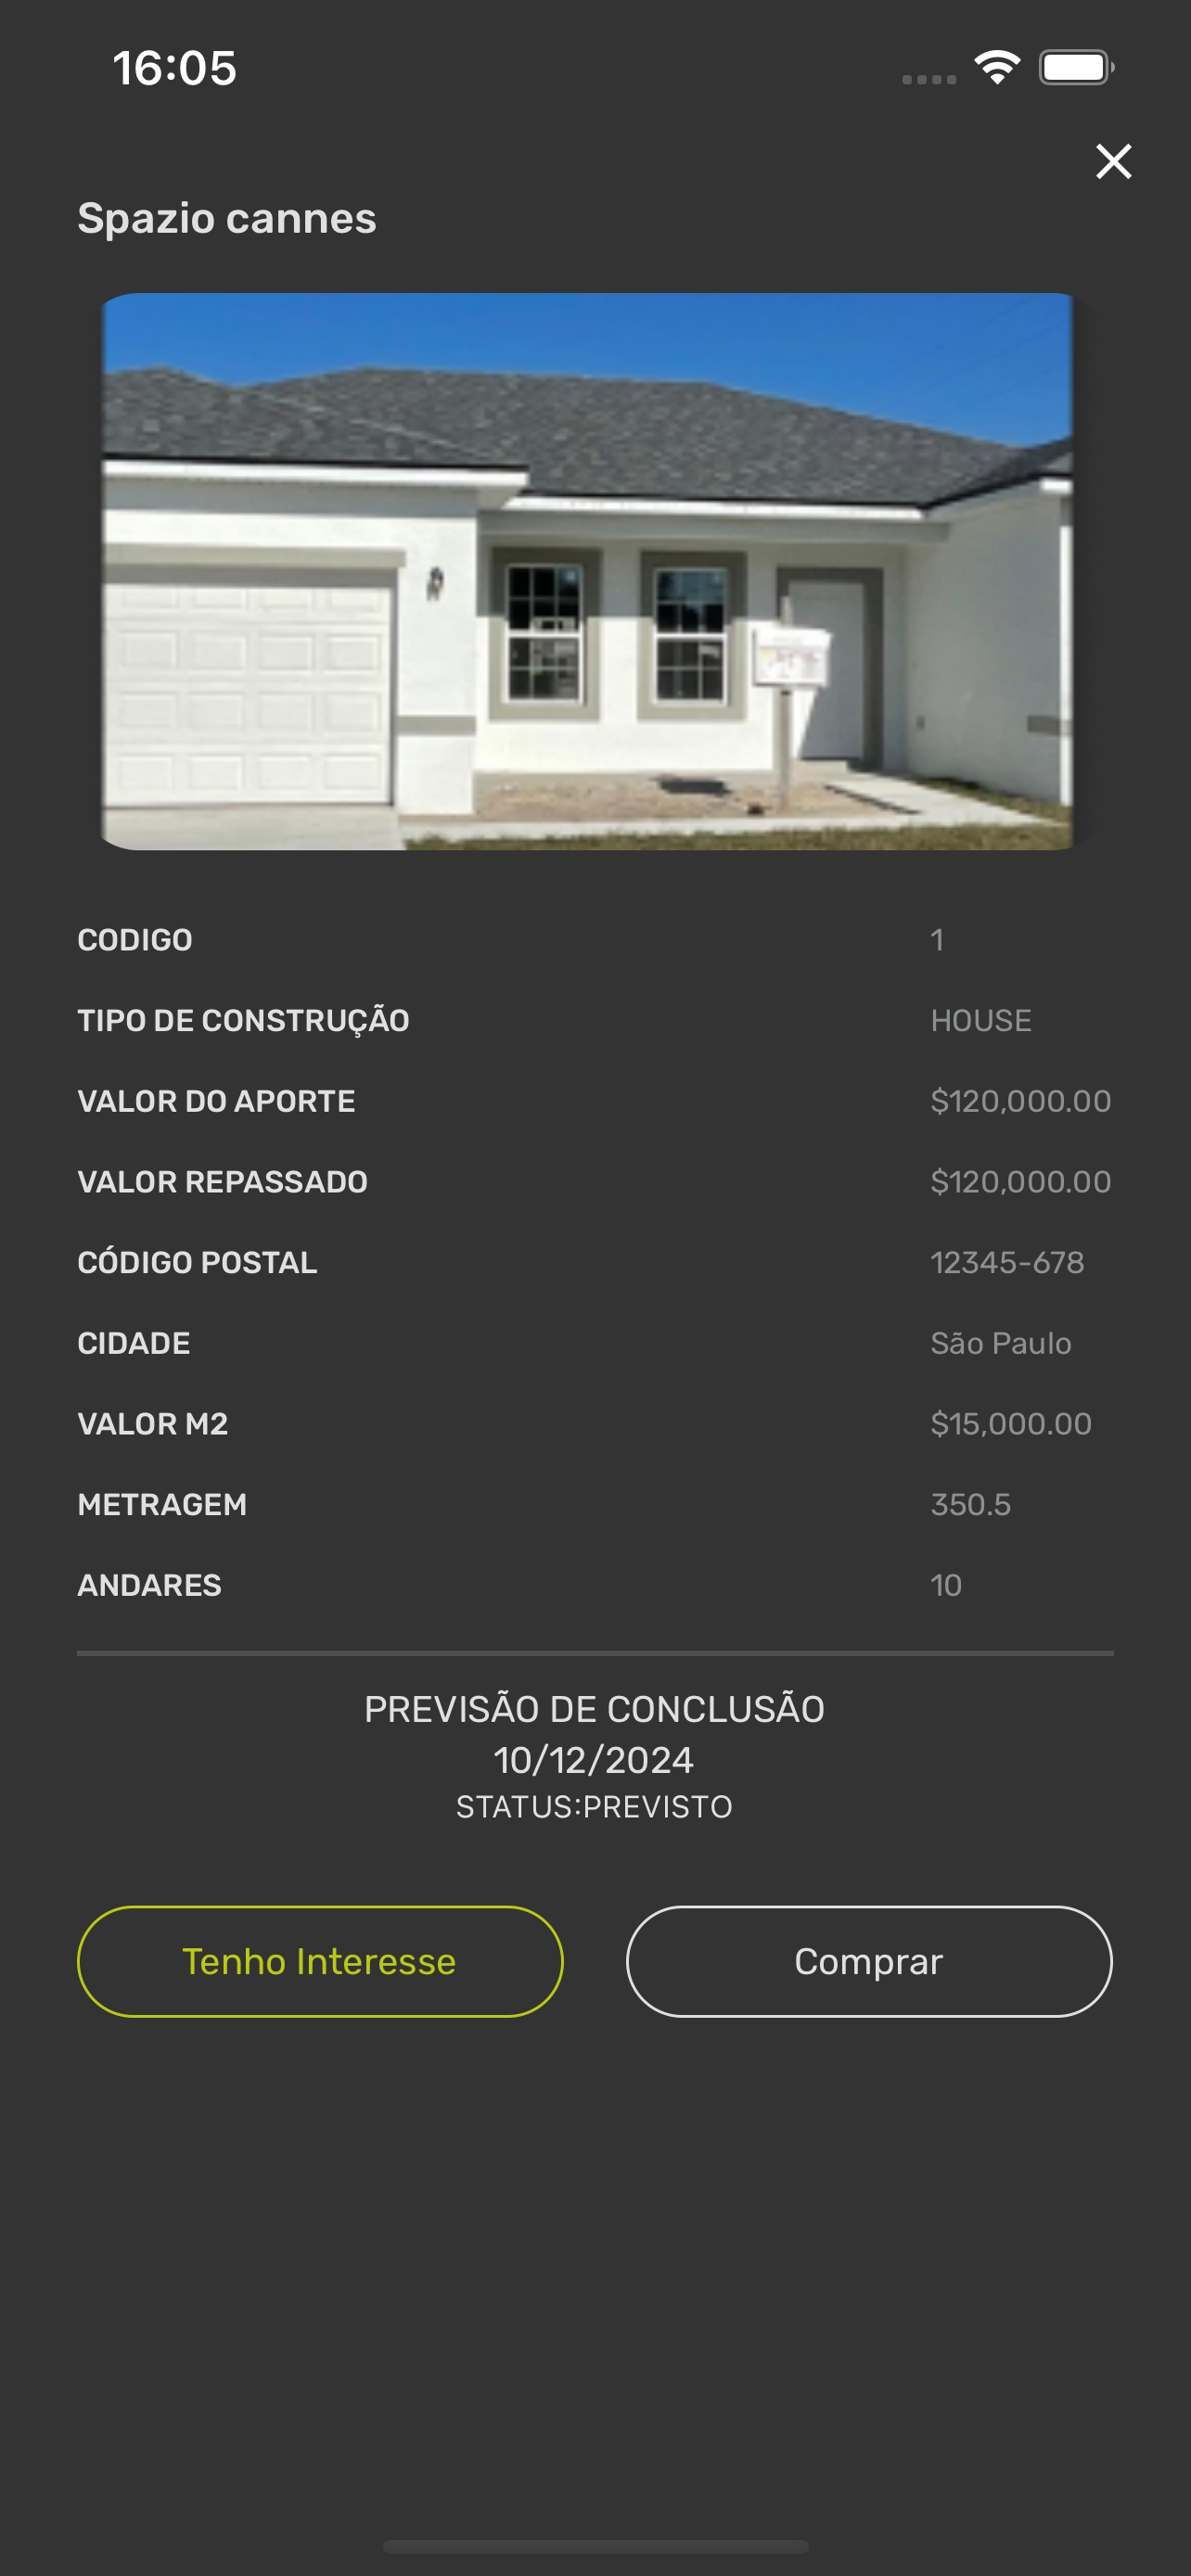 16:05
Spazio cannes
CODIGO 1
TIPO DE CONSTRUÇÃO HOUSE
VALOR DO APORTE $120,000.00
VALOR REPASSADO $120,000.00
CÓDIGO POSTAL 12345-678
CIDADE São Paulo
VALOR M2 $15,000.00
METRAGEM 350.5
ANDARES 10
PREVISÃO DE CONCLUSÃO
10/12/2024
STATUS:PREVISTO
Tenho Interesse Comprar